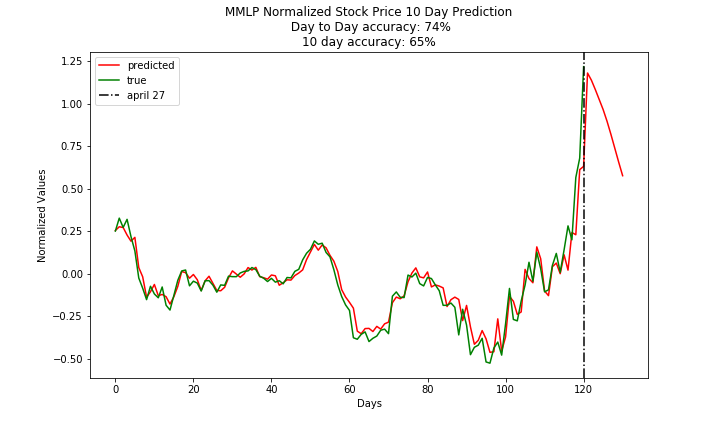 MMLP Normalized Stock Price 10 Day Prediction
Day to Day accuracy: 74%
10 day accuracy: 65%
predicted
true
april 27
Normalized Values
1.25
1.00
0.75
0.50
0.25
0.00
−0.25
−0.50
0 20 40 60 80 100 120
Days